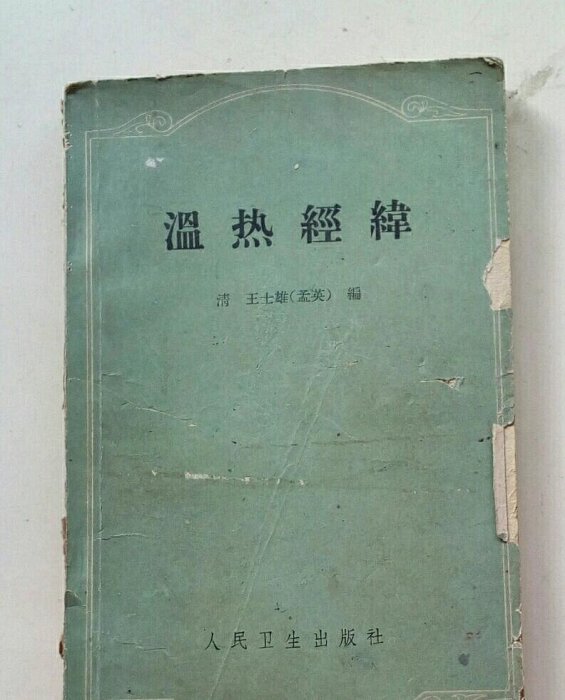 溫热經緯
清 王士雄(孟英) 編
人民卫生出版社